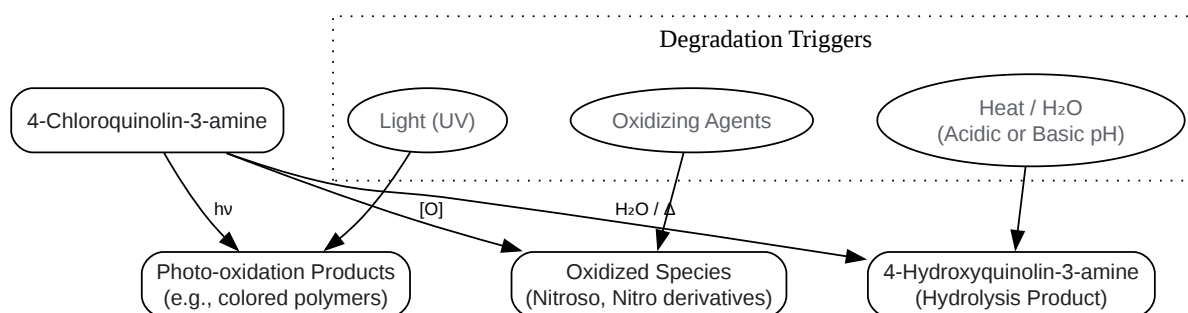 Degradation Triggers
4-Chloroquinolin-3-amine
Light (UV)
Oxidizing Agents
Heat / H₂O
(Acidic or Basic pH)
hν
[O]
H₂O / Δ
Photo-oxidation Products
(e.g., colored polymers)
Oxidized Species
(Nitroso, Nitro derivatives)
4-Hydroxyquinolin-3-amine
(Hydrolysis Product)